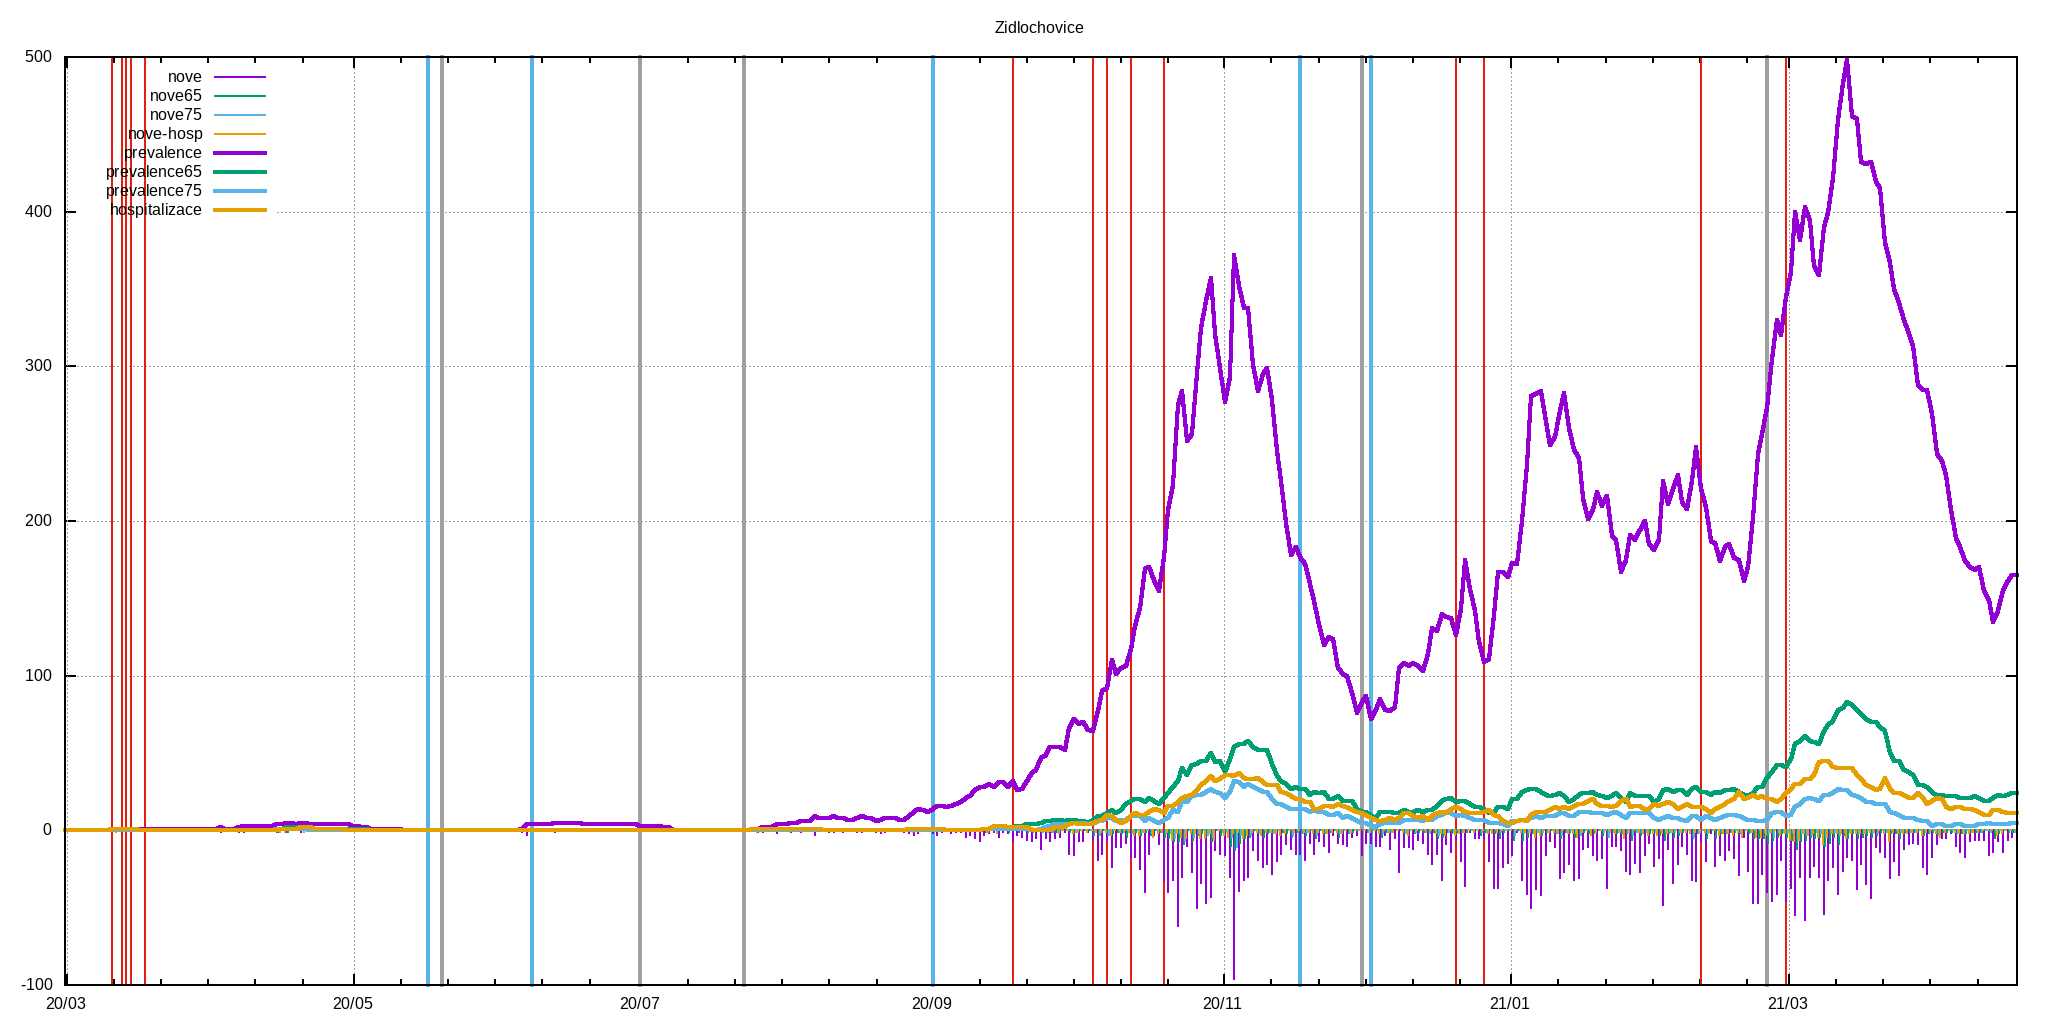 Zidlochovice
500
400
300
200
100
0
-100
nove
nove65
nove75
nove-hosp
prevalence
prevalence65
prevalence75
hospitalizace
20/03 20/05 20/07 20/09 20/11 21/01 21/03